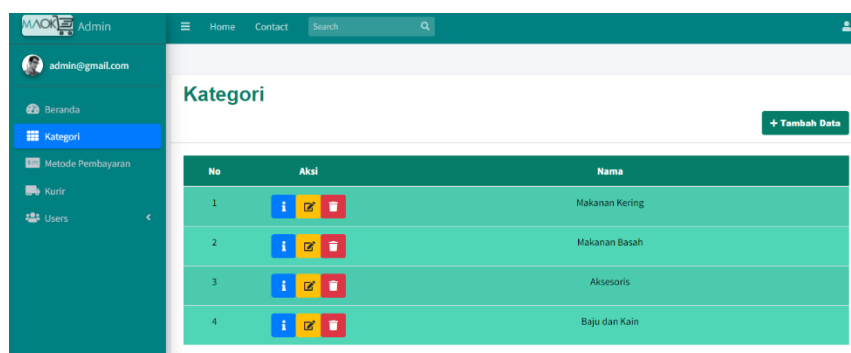 MAOK Admin
Home Contact Search
admin@gmail.com
Beranda
Kategori
Metode Pembayaran
Kurir
Users
Kategori
+ Tambah Data
No Aksi Nama
1 Makanan Kering
2 Makanan Basah
3 Aksesoris
4 Baju dan Kain